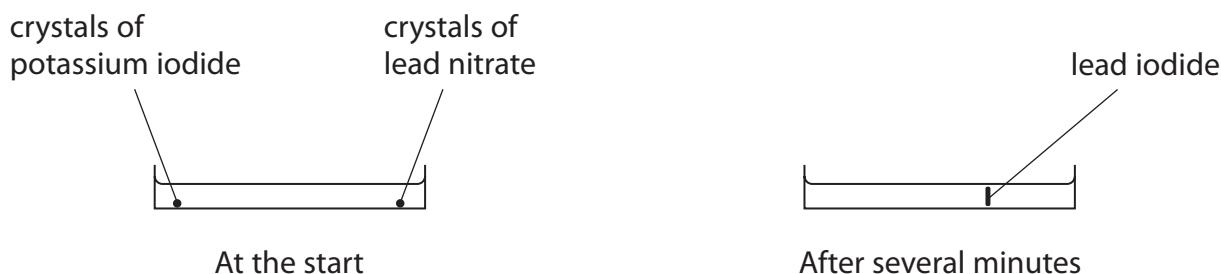 crystals of
potassium iodide
crystals of
lead nitrate
lead iodide
At the start
After several minutes